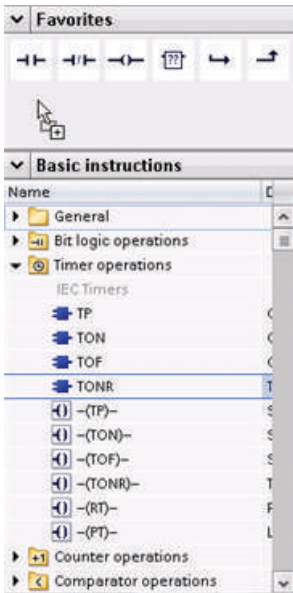 Favorites
??
Basic instructions
Name
General
Bit logic operations
Timer operations
IEC Timers
TP
TON
TOF
TONR
-(TP)-
-(TON)-
-(TOF)-
-(TONR)-
-(RT)-
-(PT)-
+1 Counter operations
Comparator operations